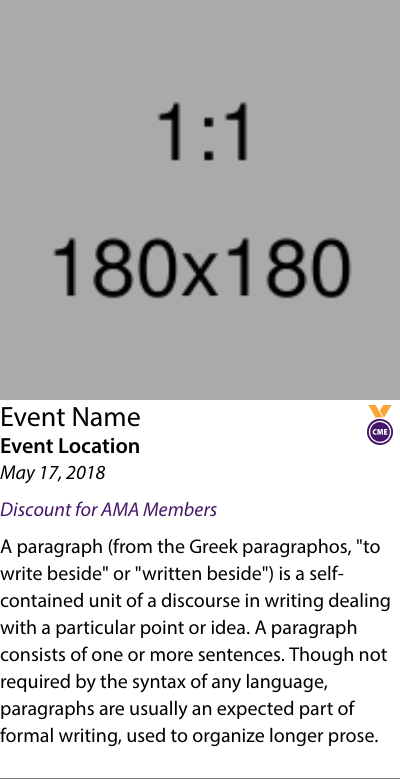 1:1
180x180
Event Name
CME
Event Location
May 17, 2018
Discount for AMA Members
A paragraph (from the Greek paragraphos, "to
write beside" or "written beside") is a self-
contained unit of a discourse in writing dealing
with a particular point or idea. A paragraph
consists of one or more sentences. Though not
required by the syntax of any language,
paragraphs are usually an expected part of
formal writing, used to organize longer prose.